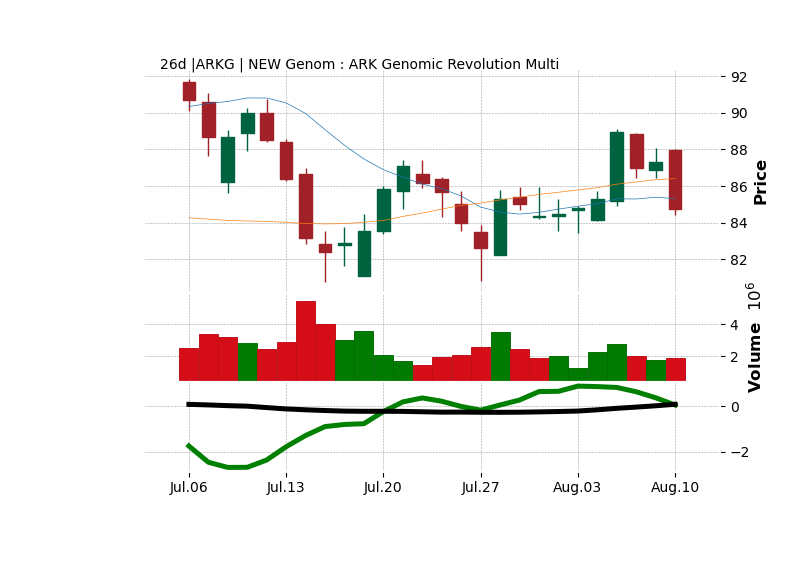 26d |ARKG | NEW Genom : ARK Genomic Revolution Multi
92
90
88
86
84
82
Price
4
2
Volume 10^6
0
−2
Jul.06 Jul.13 Jul.20 Jul.27 Aug.03 Aug.10